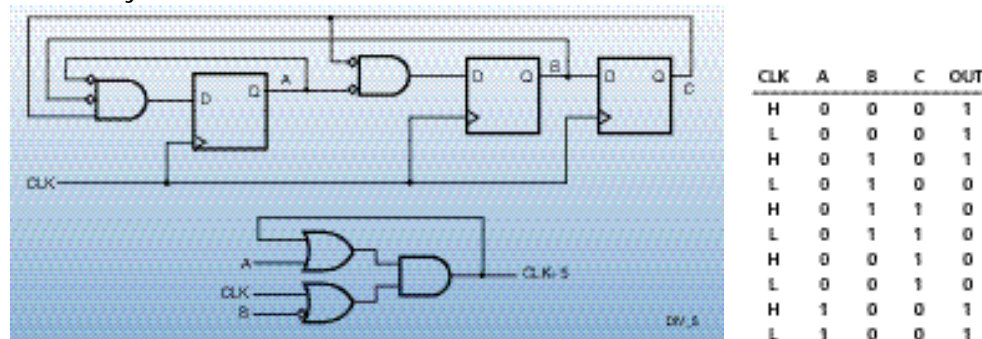 A
B
D Q
D Q
D Q
C
CLK
A
CLK÷5
CLK
B
DIV_5
CLK A B C OUT
H 0 0 0 1
L 0 0 0 1
H 0 1 0 1
L 0 1 0 0
H 0 1 1 0
L 0 1 1 0
H 0 0 1 0
L 0 0 1 0
H 1 0 0 1
L 1 0 0 1